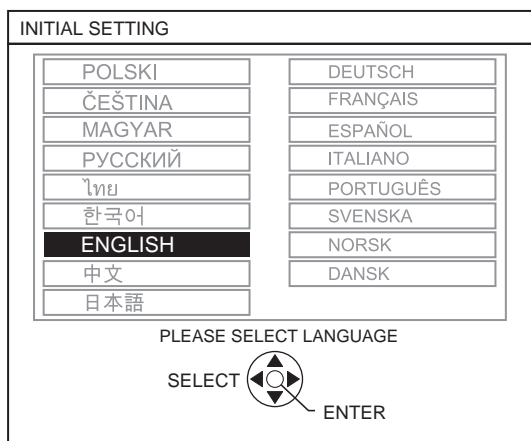 INITIAL SETTING
POLSKI
ČEŠTINA
MAGYAR
РУССКИЙ
ไทย
한국어
ENGLISH
中文
日本語
DEUTSCH
FRANÇAIS
ESPAÑOL
ITALIANO
PORTUGUÊS
SVENSKA
NORSK
DANSK
PLEASE SELECT LANGUAGE
SELECT
ENTER